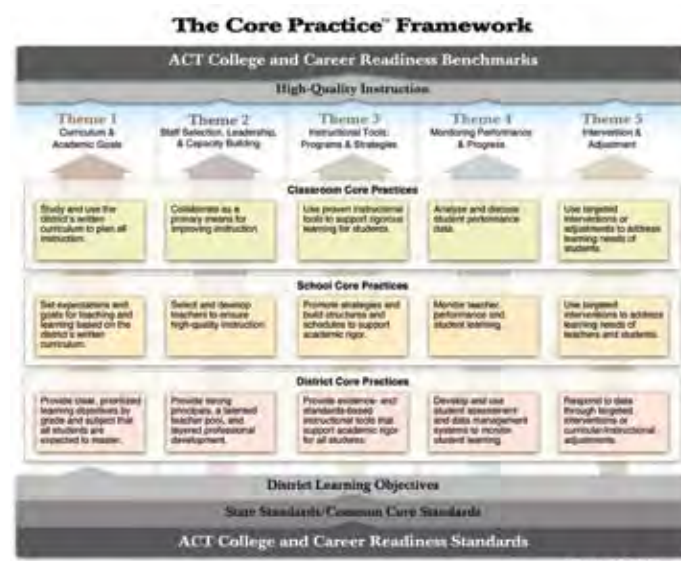 The Core Practice™ Framework
ACT College and Career Readiness Benchmarks
High-Quality Instruction
Theme 1
Curriculum &
Academic Goals
Theme 2
Staff Selection, Leadership,
& Capacity Building
Theme 3
Instructional Tools:
Programs & Strategies
Theme 4
Monitoring Performance
& Progress
Theme 5
Intervention &
Adjustment
Classroom Core Practices
Study and use the
district's written
curriculum to plan all
instruction.
Collaborate as a
primary means for
improving instruction.
Use proven instructional
tools to support rigorous
learning for students.
Analyze and discuss
student performance
data.
Use targeted
interventions or
adjustments to address
learning needs of
students.
School Core Practices
Set expectations and
goals for teaching and
learning based on the
district's written
curriculum.
Select and develop
teachers to ensure
high-quality instruction.
Promote strategies and
build structures and
schedules to support
academic rigor.
Monitor teacher,
performance and
student learning.
Use targeted
interventions to address
learning needs of
teachers and students.
District Core Practices
Provide clear, prioritized
learning objectives by
grade and subject that
all students are
expected to master.
Provide strong
principals, a talented
teacher pool, and
layered professional
development.
Provide evidence- and
standards-based
instructional tools that
support academic rigor
for all students.
Develop and use
student assessment
and data management
systems to monitor
student learning.
Respond to data
through targeted
interventions or
curricular/instructional
adjustments.
District Learning Objectives
State Standards/Common Core Standards
ACT College and Career Readiness Standards